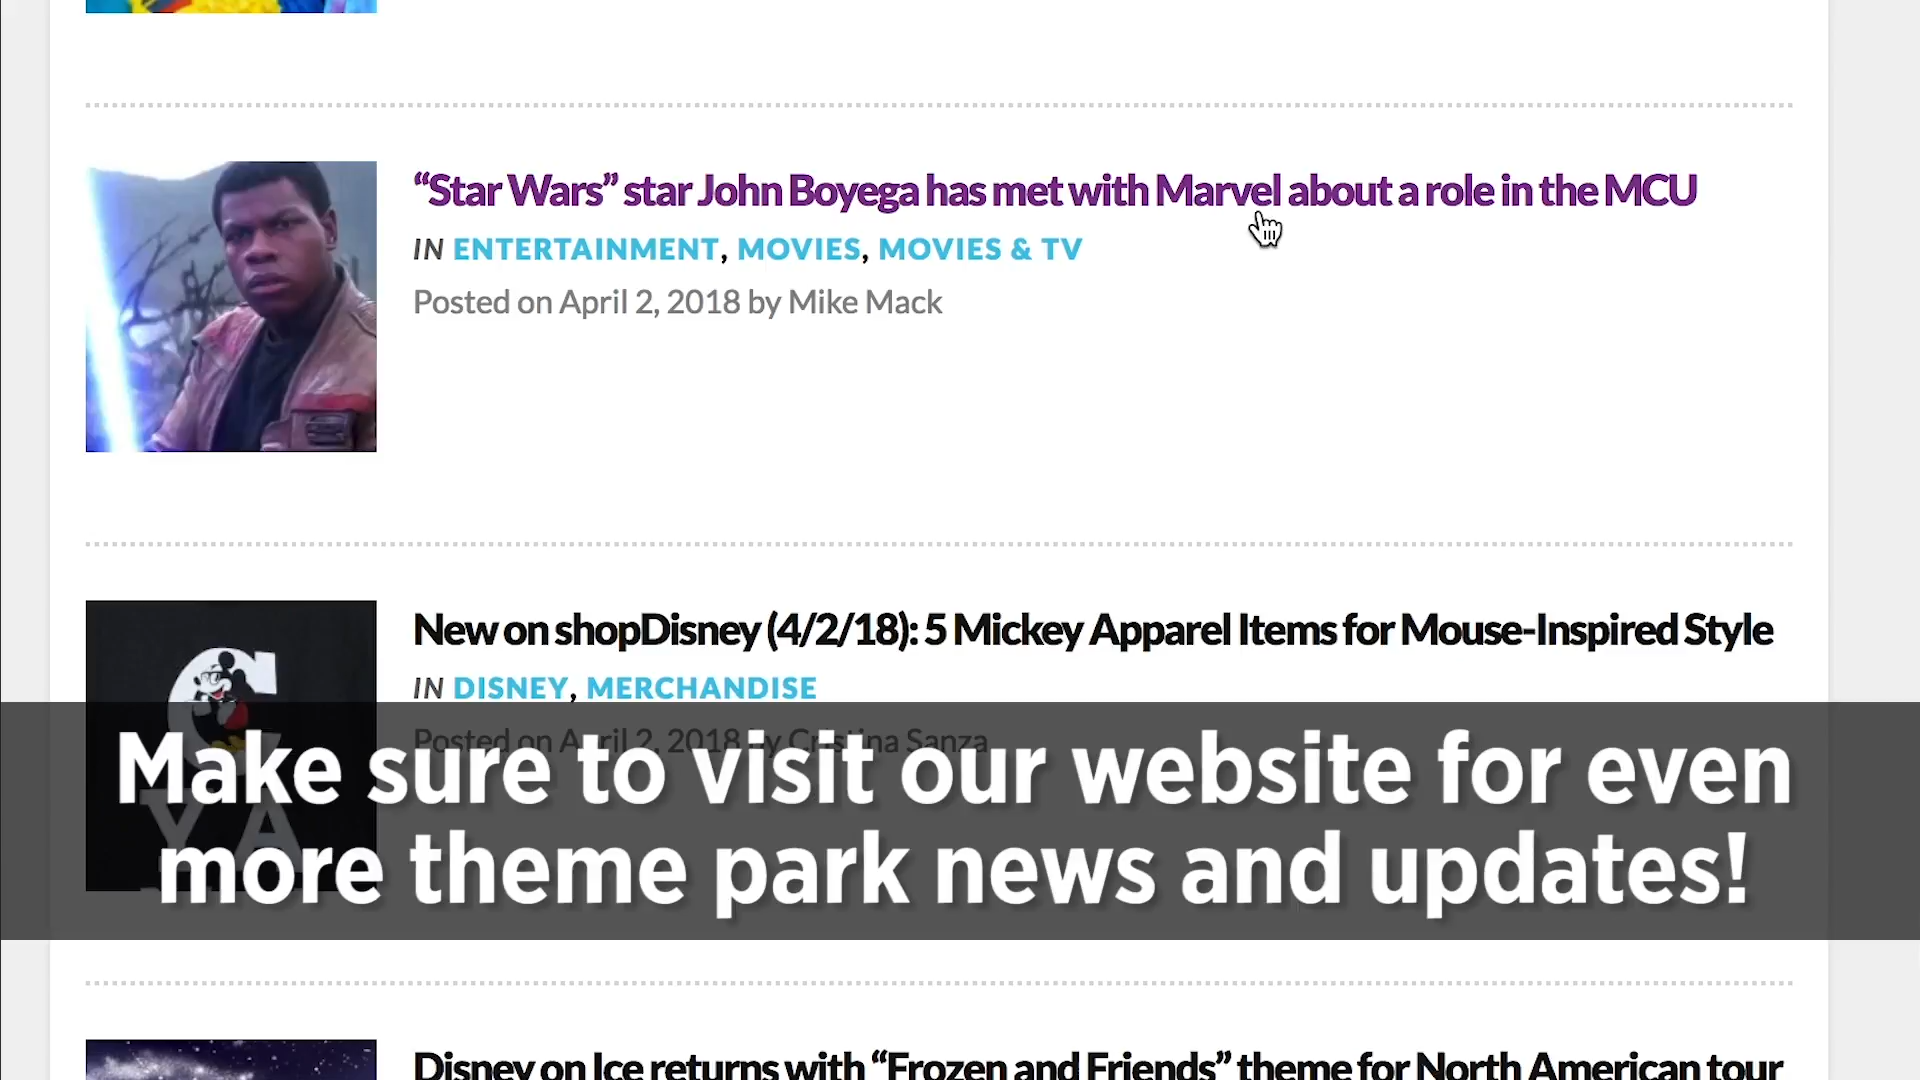 “Star Wars” star John Boyega has met with Marvel about a role in the MCU
IN ENTERTAINMENT, MOVIES, MOVIES & TV
Posted on April 2, 2018 by Mike Mack
New on shopDisney (4/2/18): 5 Mickey Apparel Items for Mouse-Inspired Style
IN DISNEY, MERCHANDISE
Posted on April 2, 2018 by Cristina Sanza
C
YA
Make sure to visit our website for even
more theme park news and updates!
Disney on Ice returns with “Frozen and Friends” theme for North American tour